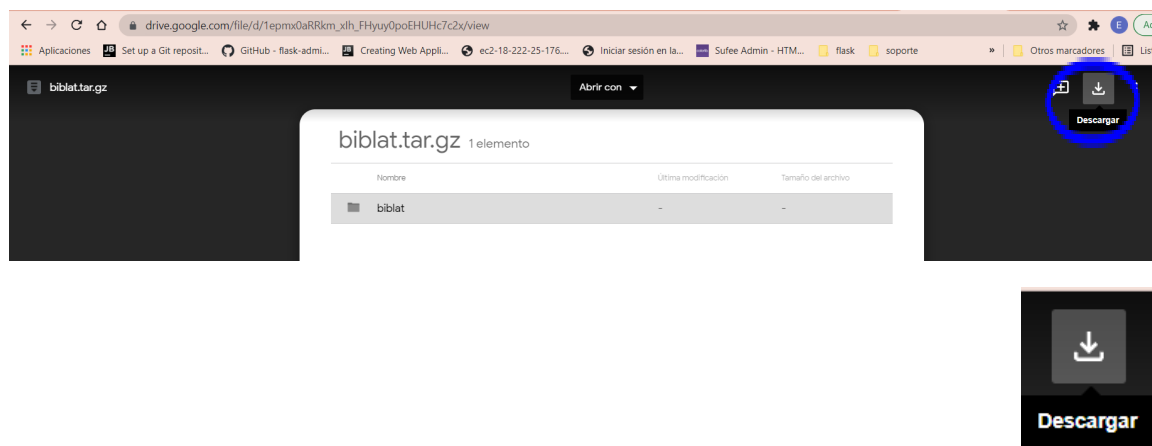 drive.google.com/file/d/1epmx0aRRkm_xlh_FHyuy0poEHUHc7c2x/view
E
Aplicaciones Set up a Git reposit... GitHub - flask-admi... Creating Web Appli... ec2-18-222-25-176.... Iniciar sesión en la... Sufee Admin - HTM... flask soporte » Otros marcadores
biblat.tar.gz Abrir con
Descargar
biblat.tar.gz 1 elemento
Nombre Última modificación Tamaño del archivo
biblat - -
Descargar